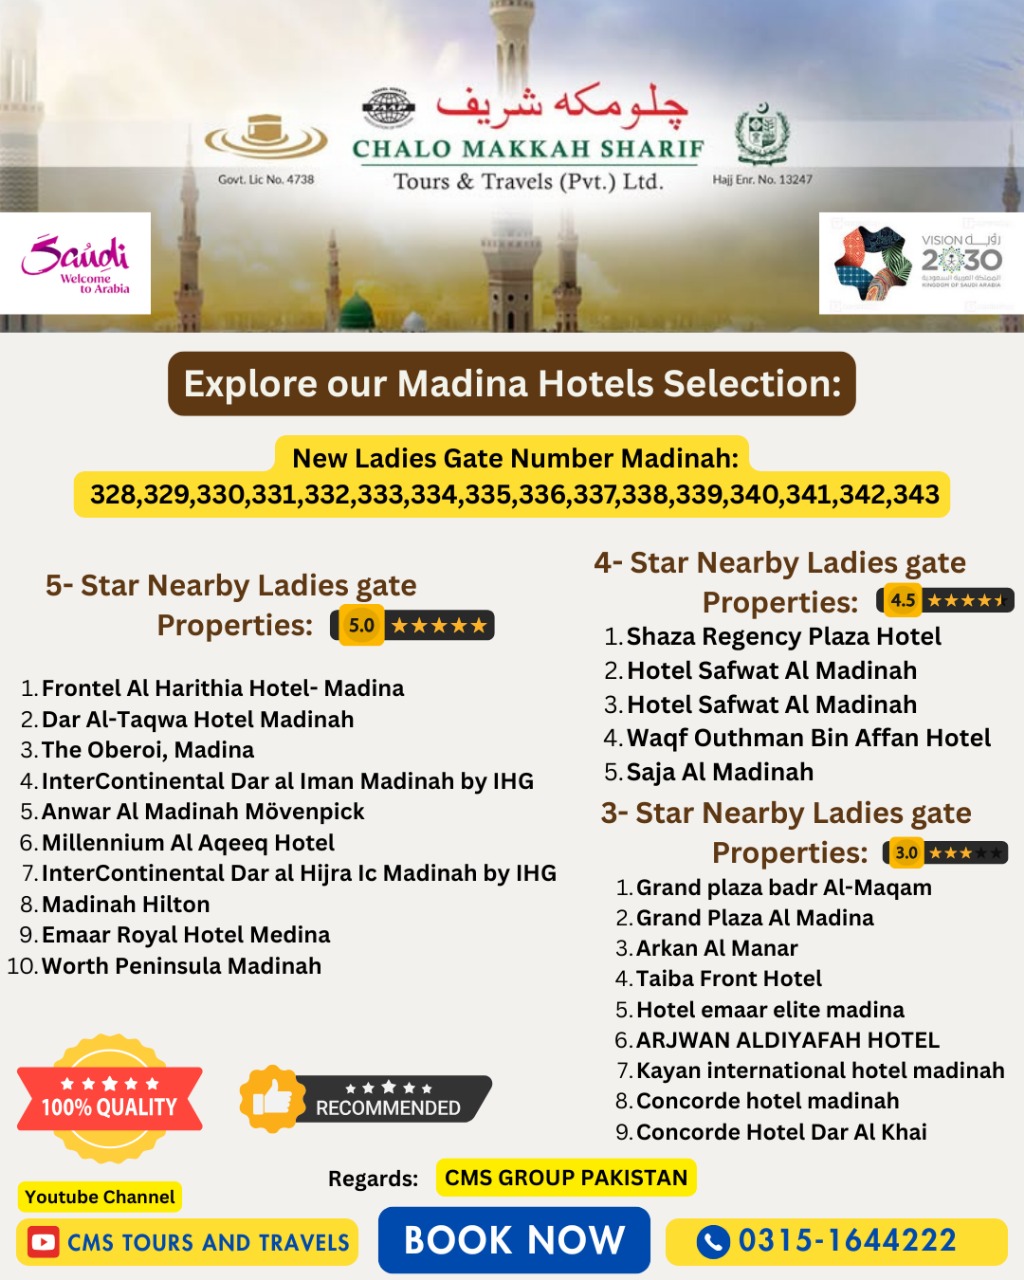 چلو مکہ شریف
CHALO MAKKAH SHARIF
Tours & Travels (Pvt.) Ltd.
Govt. Lic No. 4738
Hajj Enr. No. 13247
Saudi
Welcome
to Arabia
VISION رؤية
2030
المملكة العربية السعودية
KINGDOM OF SAUDI ARABIA
Explore our Madina Hotels Selection:
New Ladies Gate Number Madinah:
328,329,330,331,332,333,334,335,336,337,338,339,340,341,342,343
5- Star Nearby Ladies gate
Properties: 5.0
1. Frontel Al Harithia Hotel- Madina
2. Dar Al-Taqwa Hotel Madinah
3. The Oberoi, Madina
4. InterContinental Dar al Iman Madinah by IHG
5. Anwar Al Madinah Mövenpick
6. Millennium Al Aqeeq Hotel
7. InterContinental Dar al Hijra Ic Madinah by IHG
8. Madinah Hilton
9. Emaar Royal Hotel Medina
10. Worth Peninsula Madinah
4- Star Nearby Ladies gate
Properties: 4.5
1. Shaza Regency Plaza Hotel
2. Hotel Safwat Al Madinah
3. Hotel Safwat Al Madinah
4. Waqf Outhman Bin Affan Hotel
5. Saja Al Madinah
3- Star Nearby Ladies gate
Properties: 3.0
1. Grand plaza badr Al-Maqam
2. Grand Plaza Al Madina
3. Arkan Al Manar
4. Taiba Front Hotel
5. Hotel emaar elite madina
6. ARJWAN ALDIYAFAH HOTEL
7. Kayan international hotel madinah
8. Concorde hotel madinah
9. Concorde Hotel Dar Al Khai
100% QUALITY
RECOMMENDED
Regards: CMS GROUP PAKISTAN
Youtube Channel
CMS TOURS AND TRAVELS
BOOK NOW
0315-1644222